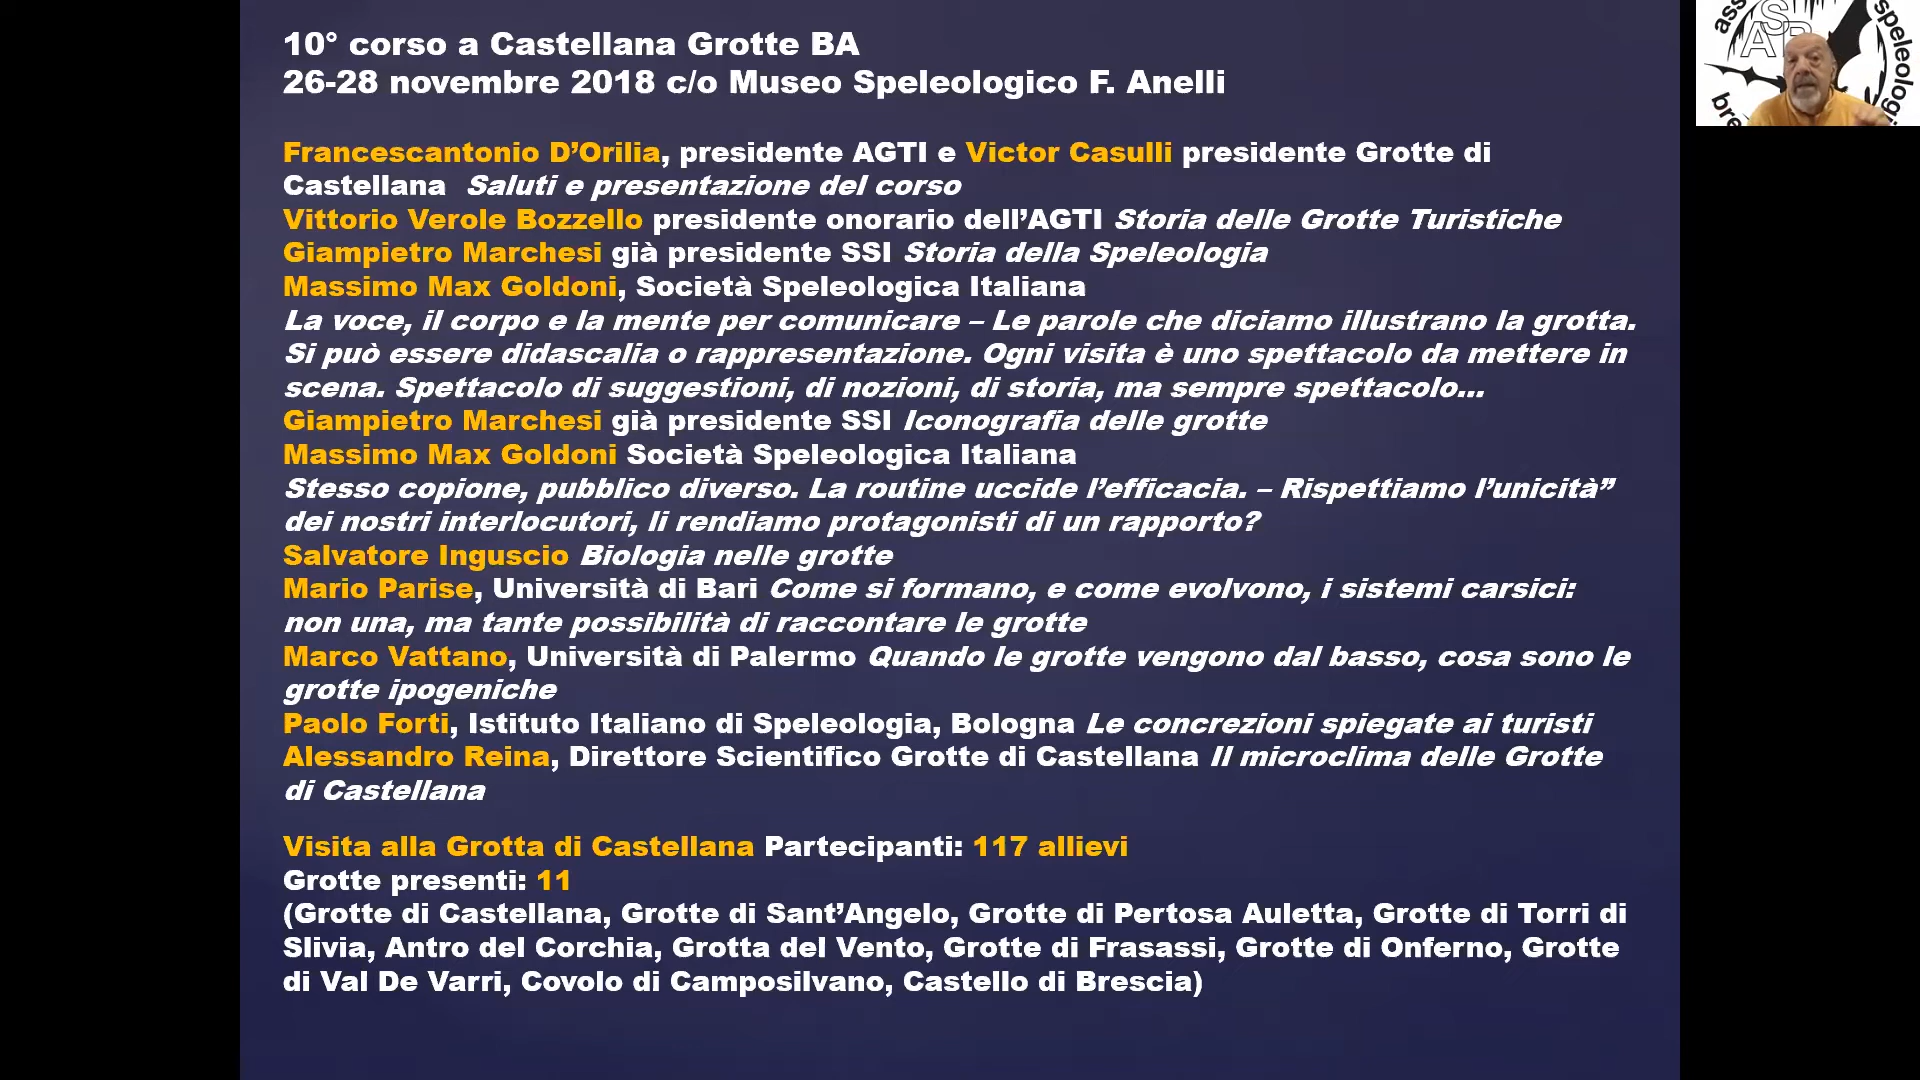 10° corso a Castellana Grotte BA
26-28 novembre 2018 c/o Museo Speleologico F. Anelli
Francescantonio D’Orilia, presidente AGTI e Victor Casulli presidente Grotte di
Castellana Saluti e presentazione del corso
Vittorio Verole Bozzello presidente onorario dell’AGTI Storia delle Grotte Turistiche
Giampietro Marchesi già presidente SSI Storia della Speleologia
Massimo Max Goldoni, Società Speleologica Italiana
La voce, il corpo e la mente per comunicare – Le parole che diciamo illustrano la grotta.
Si può essere didascalia o rappresentazione. Ogni visita è uno spettacolo da mettere in
scena. Spettacolo di suggestioni, di nozioni, di storia, ma sempre spettacolo…
Giampietro Marchesi già presidente SSI Iconografia delle grotte
Massimo Max Goldoni Società Speleologica Italiana
Stesso copione, pubblico diverso. La routine uccide l’efficacia. – Rispettiamo l’unicità”
dei nostri interlocutori, li rendiamo protagonisti di un rapporto?
Salvatore Inguscio Biologia nelle grotte
Mario Parise, Università di Bari Come si formano, e come evolvono, i sistemi carsici:
non una, ma tante possibilità di raccontare le grotte
Marco Vattano, Università di Palermo Quando le grotte vengono dal basso, cosa sono le
grotte ipogeniche
Paolo Forti, Istituto Italiano di Speleologia, Bologna Le concrezioni spiegate ai turisti
Alessandro Reina, Direttore Scientifico Grotte di Castellana Il microclima delle Grotte
di Castellana
Visita alla Grotta di Castellana Partecipanti: 117 allievi
Grotte presenti: 11
(Grotte di Castellana, Grotte di Sant’Angelo, Grotte di Pertosa Auletta, Grotte di Torri di
Slivia, Antro del Corchia, Grotta del Vento, Grotte di Frasassi, Grotte di Onferno, Grotte
di Val De Varri, Covolo di Camposilvano, Castello di Brescia)
ass
speleologi
bre